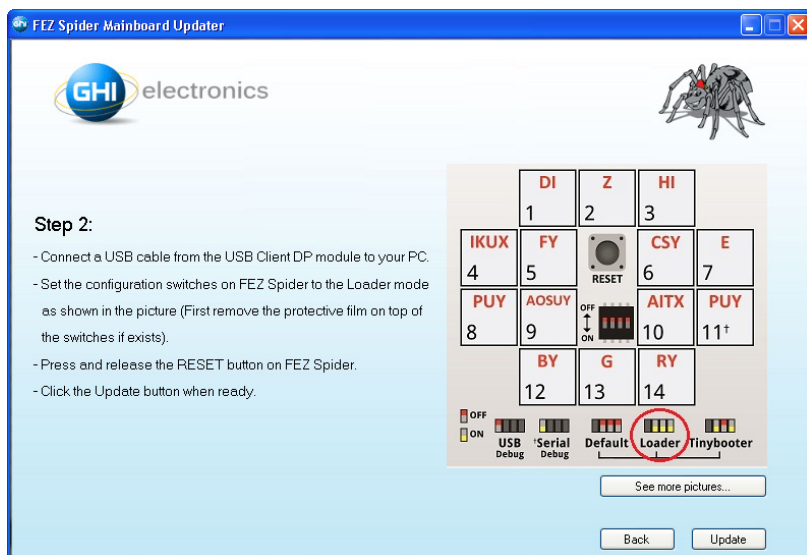 FEZ Spider Mainboard Updater
GHI electronics
Step 2:
- Connect a USB cable from the USB Client DP module to your PC.
- Set the configuration switches on FEZ Spider to the Loader mode
as shown in the picture (First remove the protective film on top of
the switches if exists).
- Press and release the RESET button on FEZ Spider.
- Click the Update button when ready.
DI Z HI
1 2 3
IKUX FY CSY E
4 5 RESET 6 7
PUY AOSUY OFF AITX PUY
8 9 ON 10 11†
BY G RY
12 13 14
OFF
ON
USB Debug
†Serial Debug
Default
Loader
Tinybooter
See more pictures...
Back Update